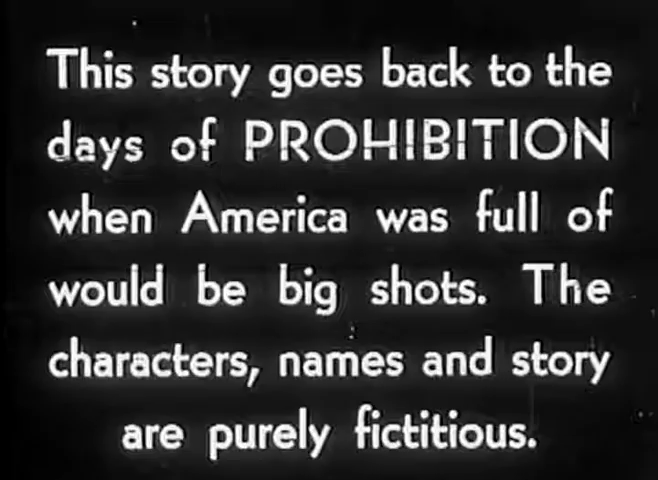 This story goes back to the
days of PROHIBITION
when America was full of
would be big shots. The
characters, names and story
are purely fictitious.